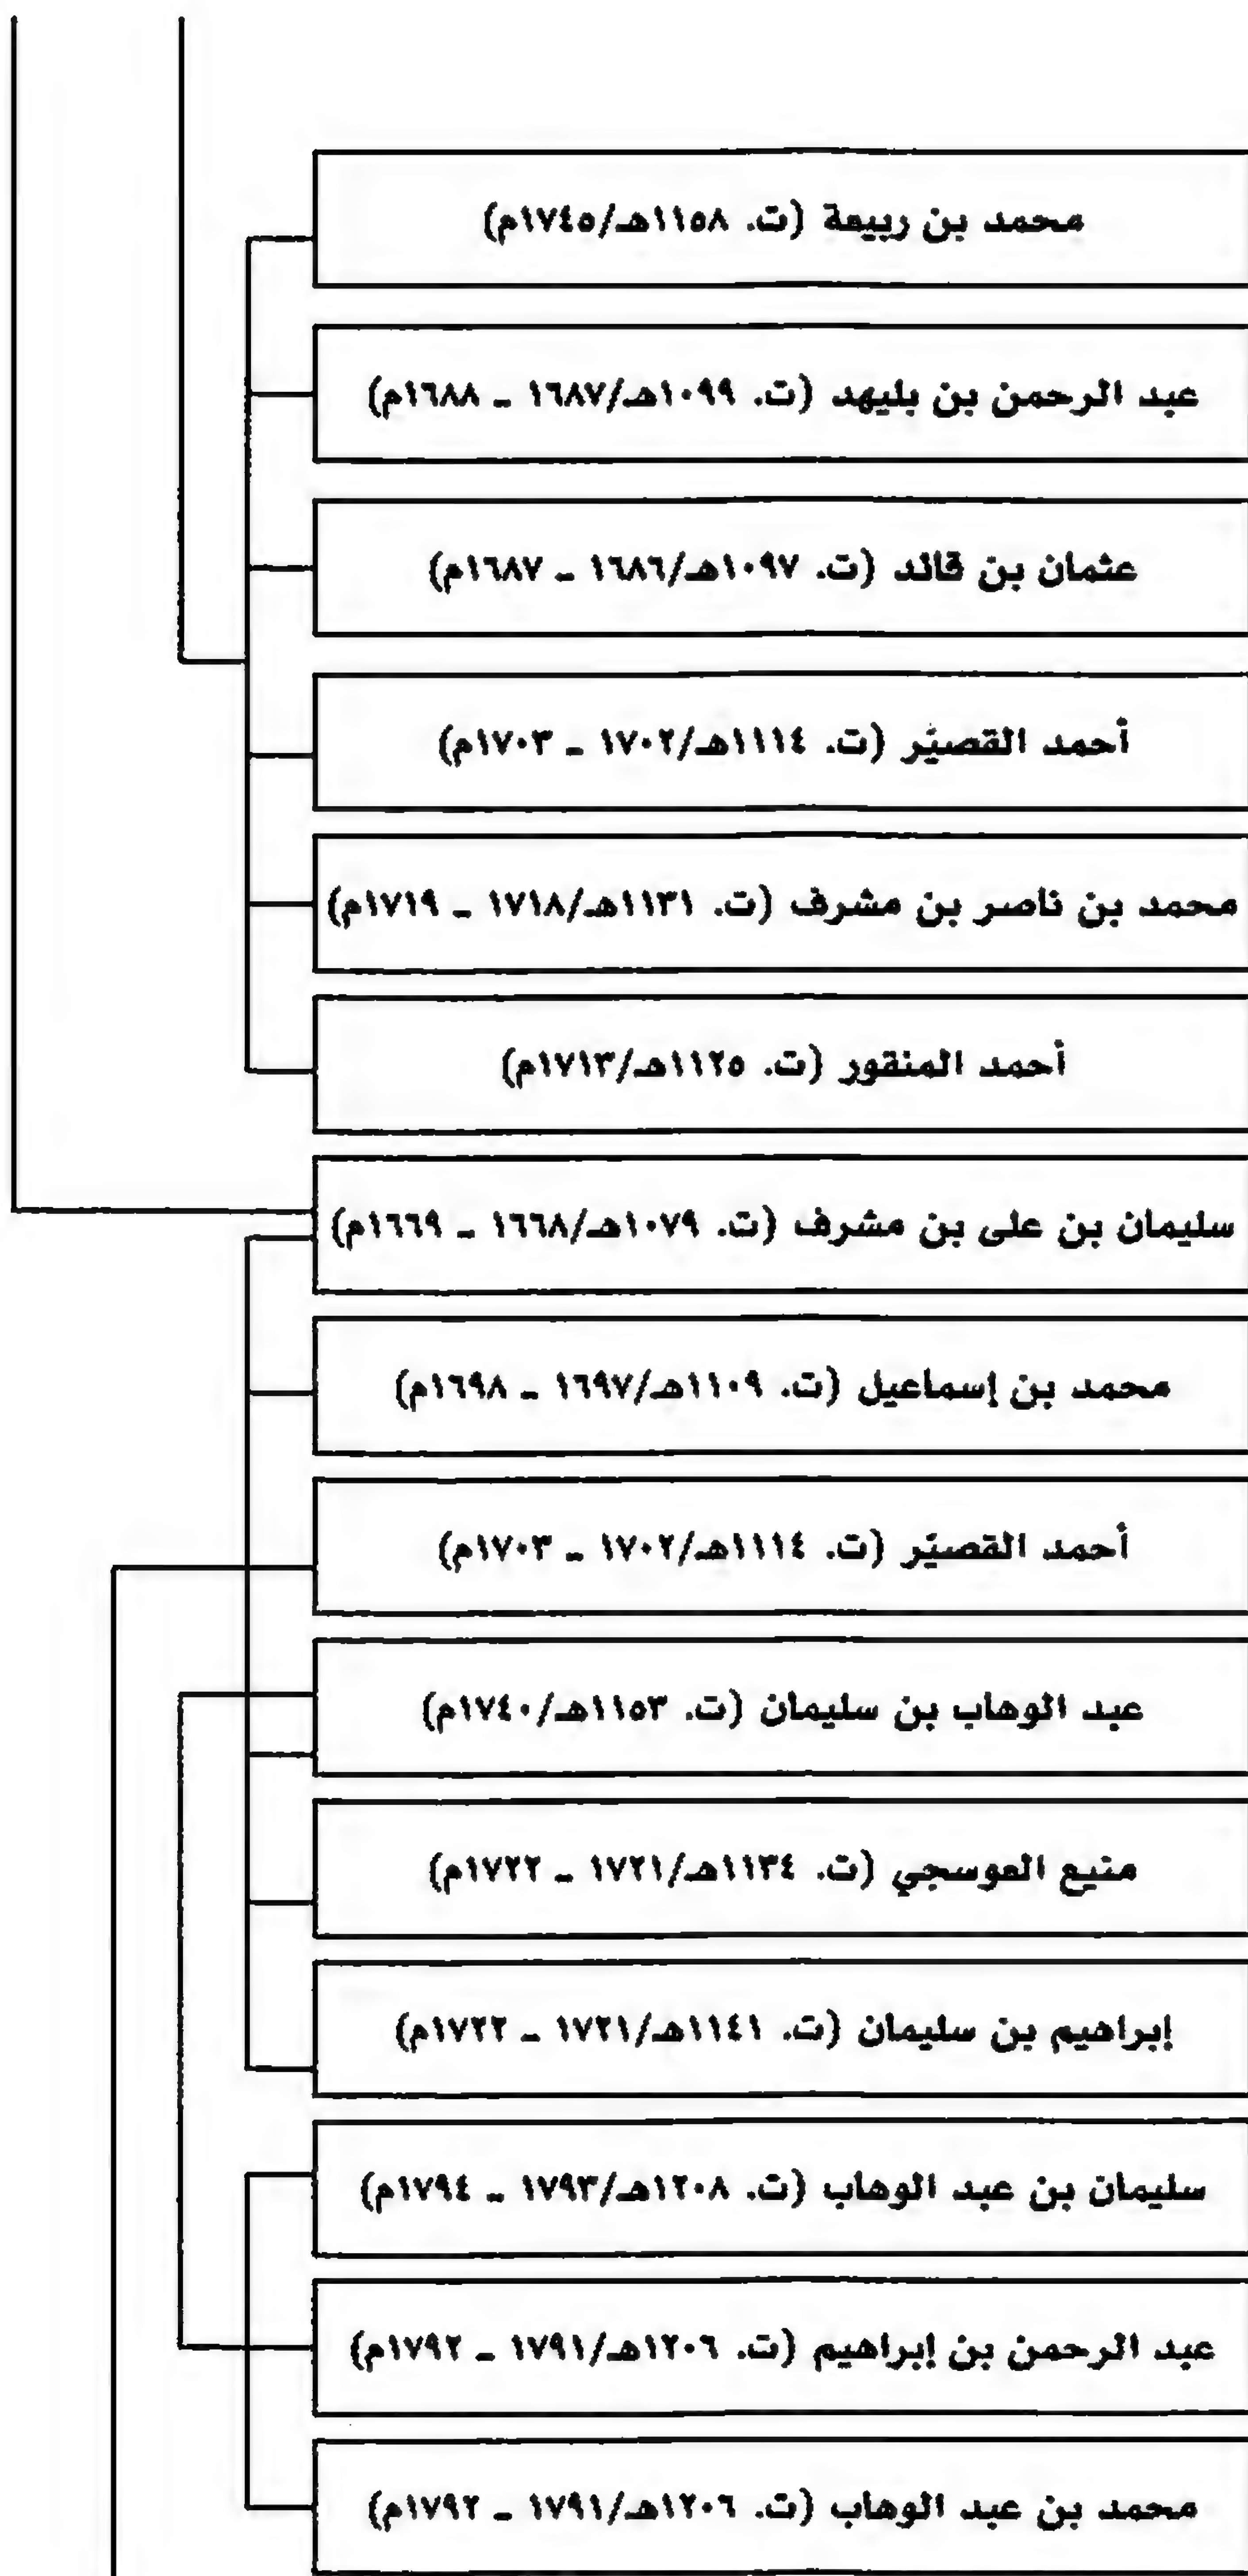 محمد بن ربيعة (ت. ١١٥٨هـ/١٧٤٥م)
عبد الرحمن بن بليهد (ت. ١٠٩٩هـ/١٦٨٧ ـ ١٦٨٨م)
عثمان بن قائد (ت. ١٠٩٧هـ/١٦٨٦ ـ ١٦٨٧م)
أحمد القصيّر (ت. ١١١٤هـ/١٧٠٢ ـ ١٧٠٣م)
محمد بن ناصر بن مشرف (ت. ١١٣١هـ/١٧١٨ ـ ١٧١٩م)
أحمد المنقور (ت. ١١٢٥هـ/١٧١٣م)
سليمان بن على بن مشرف (ت. ١٠٧٩هـ/١٦٦٨ ـ ١٦٦٩م)
محمد بن إسماعيل (ت. ١١٠٩هـ/١٦٩٧ ـ ١٦٩٨م)
أحمد القصيّر (ت. ١١١٤هـ/١٧٠٢ ـ ١٧٠٣م)
عبد الوهاب بن سليمان (ت. ١١٥٣هـ/١٧٤٠م)
منيع العوسجي (ت. ١١٣٤هـ/١٧٢١ ـ ١٧٢٢م)
إبراهيم بن سليمان (ت. ١١٤١هـ/١٧٢١ ـ ١٧٢٢م)
سليمان بن عبد الوهاب (ت. ١٢٠٨هـ/١٧٩٣ ـ ١٧٩٤م)
عبد الرحمن بن إبراهيم (ت. ١٢٠٦هـ/١٧٩١ ـ ١٧٩٢م)
محمد بن عبد الوهاب (ت. ١٢٠٦هـ/١٧٩١ ـ ١٧٩٢م)